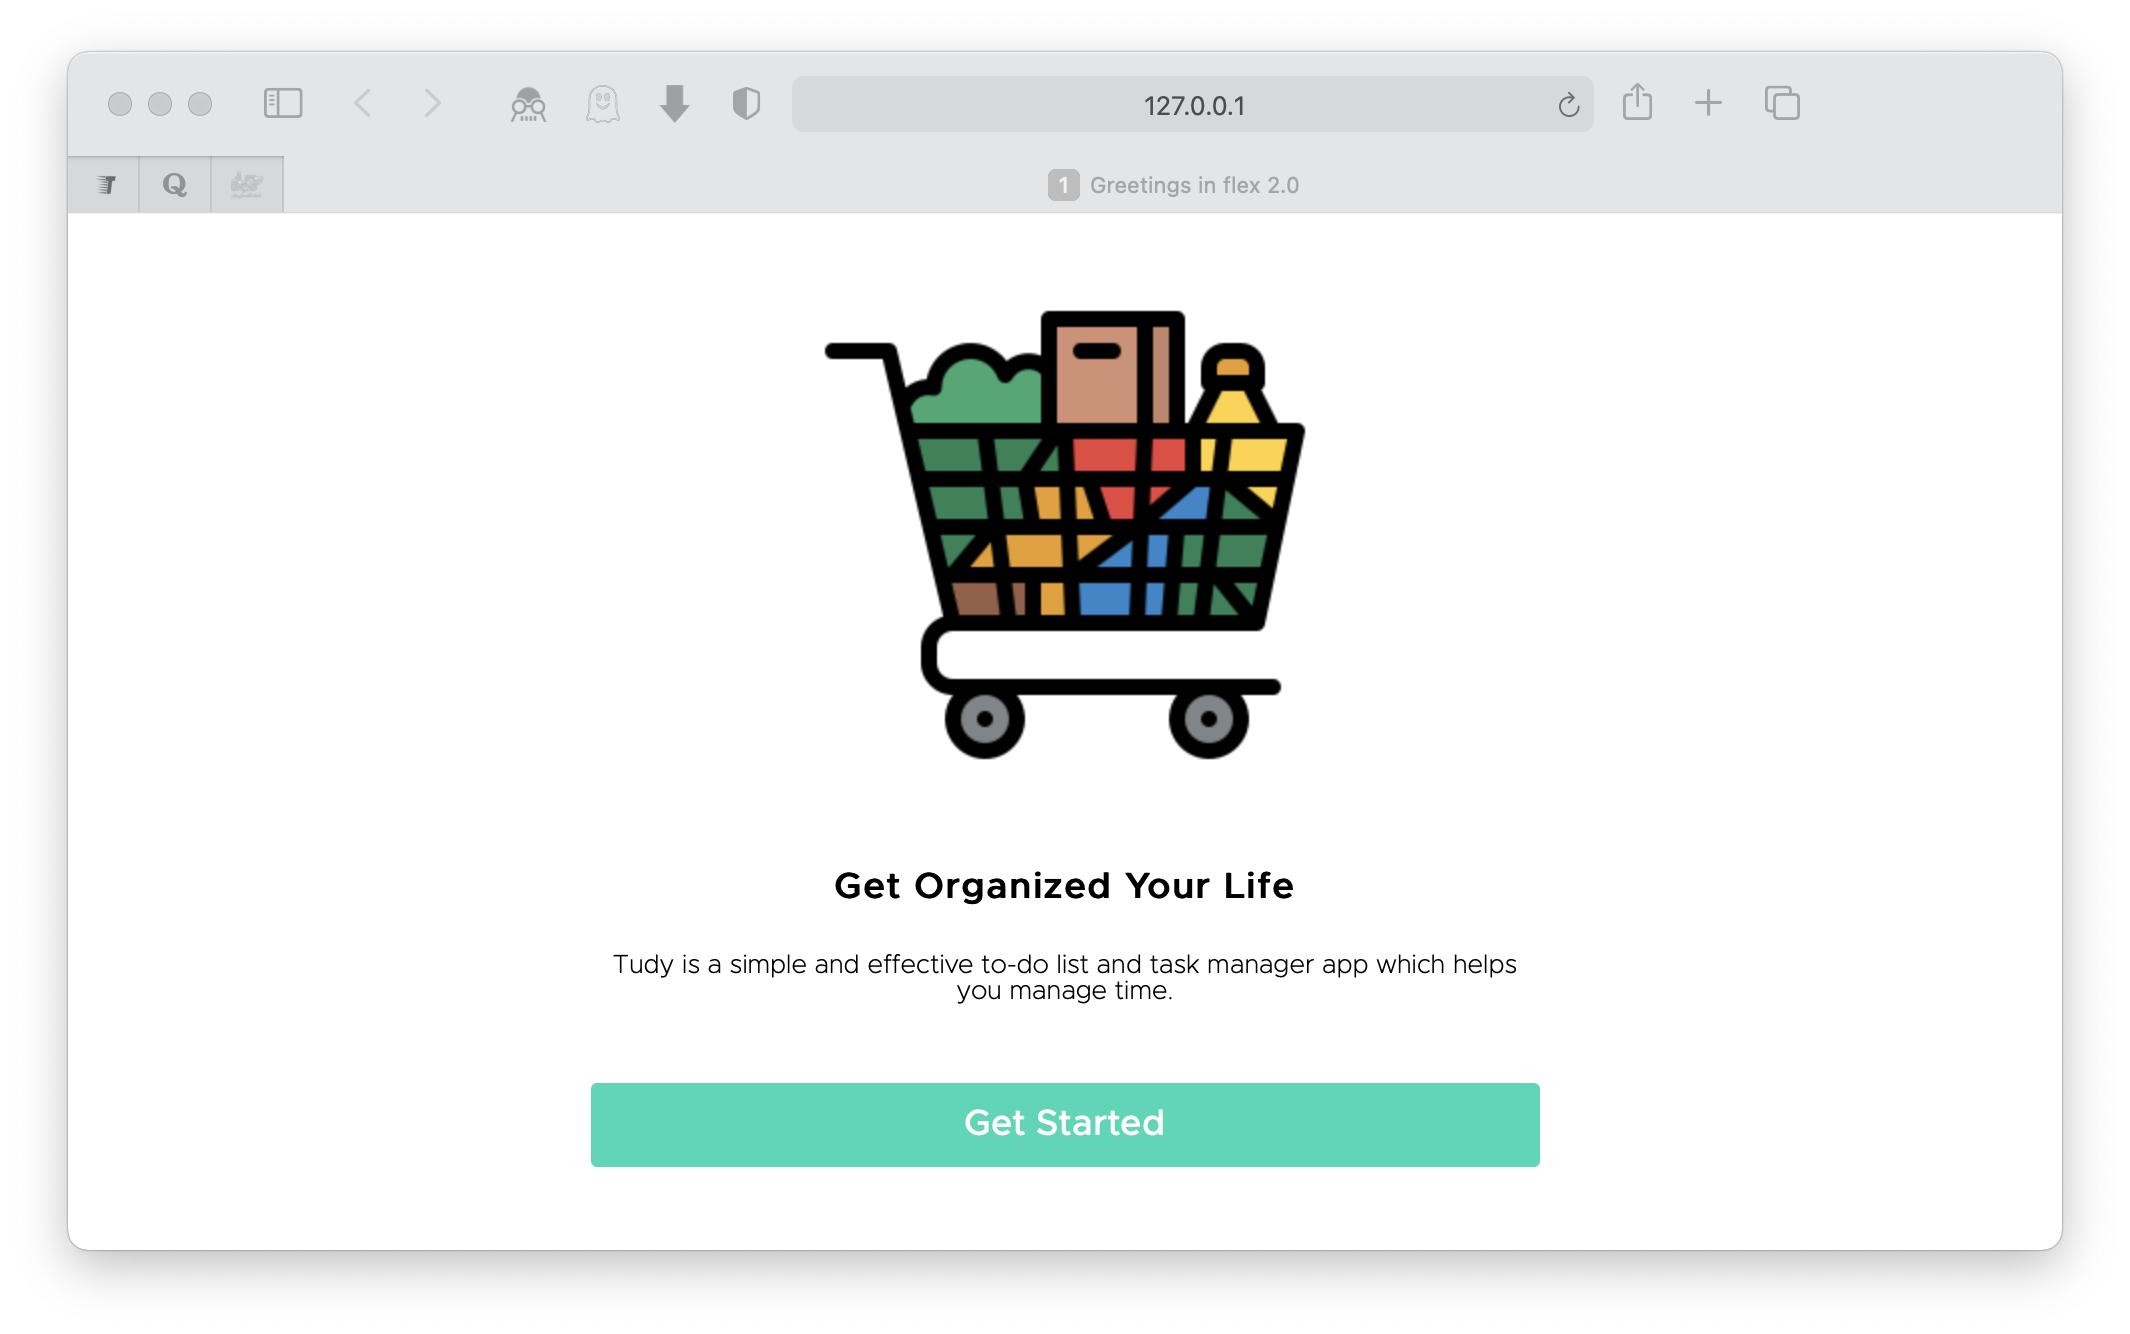 127.0.0.1
T
Q
1 Greetings in flex 2.0
Get Organized Your Life
Tudy is a simple and effective to-do list and task manager app which helps
you manage time.
Get Started